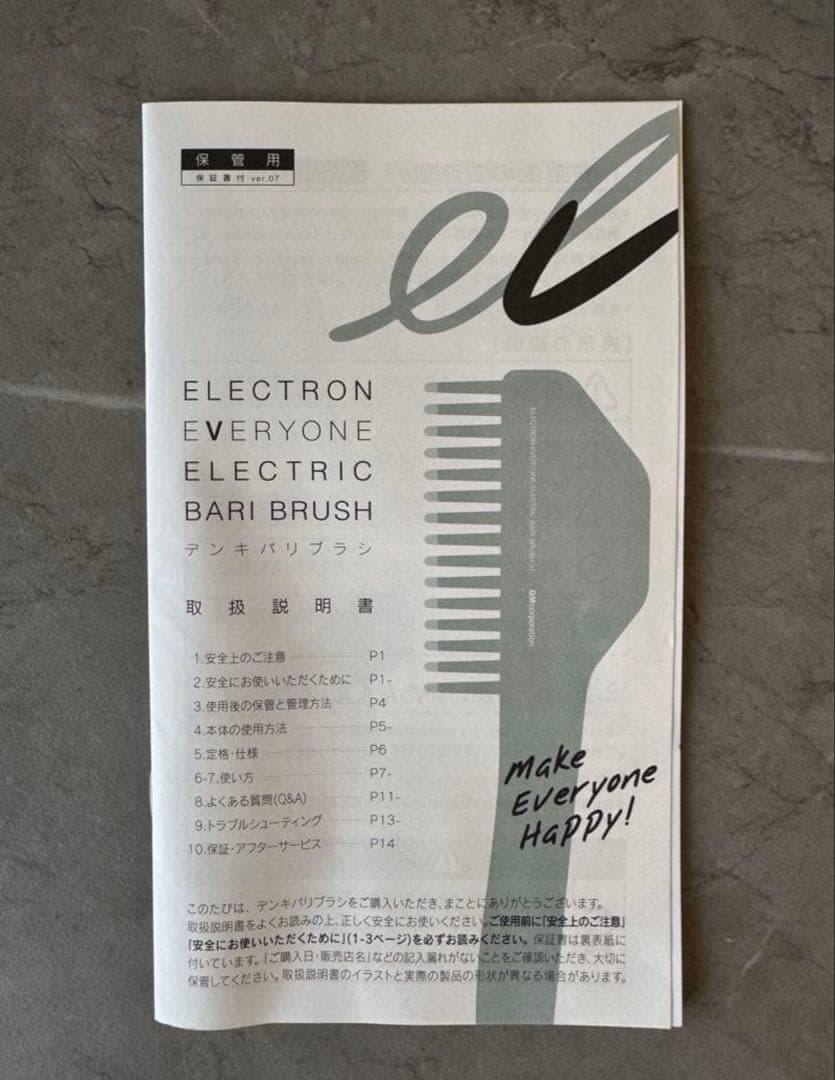 保管用
保証書付 ver.07
ev
ELECTRON
EVERYONE
ELECTRIC
BARI BRUSH
デンキバリブラシ
取扱説明書
1.安全上のご注意 P1
2.安全にお使いいただくために P1-
3.使用後の保管と管理方法 P4
4.本体の使用方法 P5-
5.定格・仕様 P6
6-7.使い方 P7-
8.よくある質問(Q&A) P11-
9.トラブルシューティング P13-
10.保証・アフターサービス P14
ELECTRON EVERYONE ELECTRIC BARI BRUSH
GMcorporation
Make
Everyone
Happy!
このたびは、デンキバリブラシをご購入いただき、まことにありがとうございます。
取扱説明書をよくお読みの上、正しく安全にお使いください。ご使用前に「安全上のご注意」
「安全にお使いいただくために」(1-3ページ)を必ずお読みください。保証書は裏表紙に
付いています。「ご購入日・販売店名」などの記入漏れがないことをご確認いただき、大切に
保管してください。取扱説明書のイラストと実際の製品の形状が異なる場合があります。